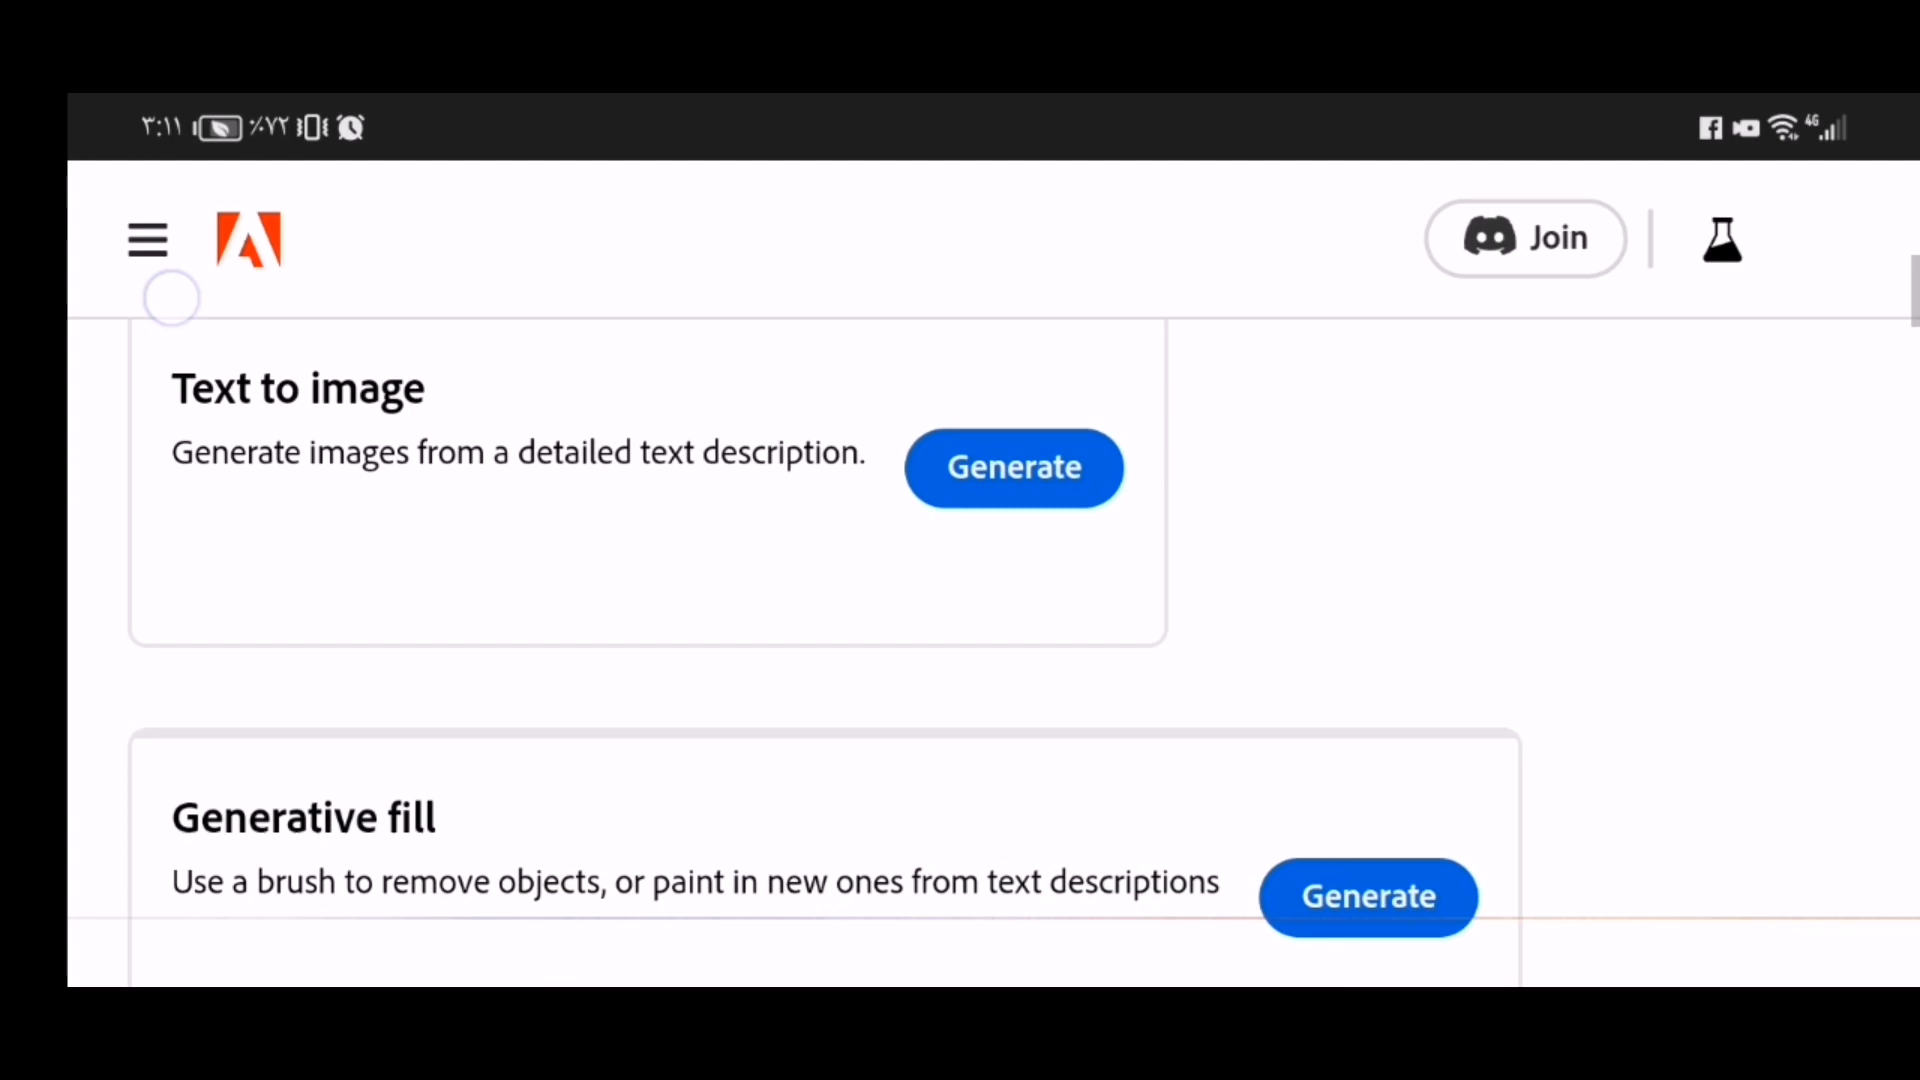 ٣:١١ ٪٧٢ 4G
Join
Text to image
Generate images from a detailed text description.
Generate
Generative fill
Use a brush to remove objects, or paint in new ones from text descriptions
Generate